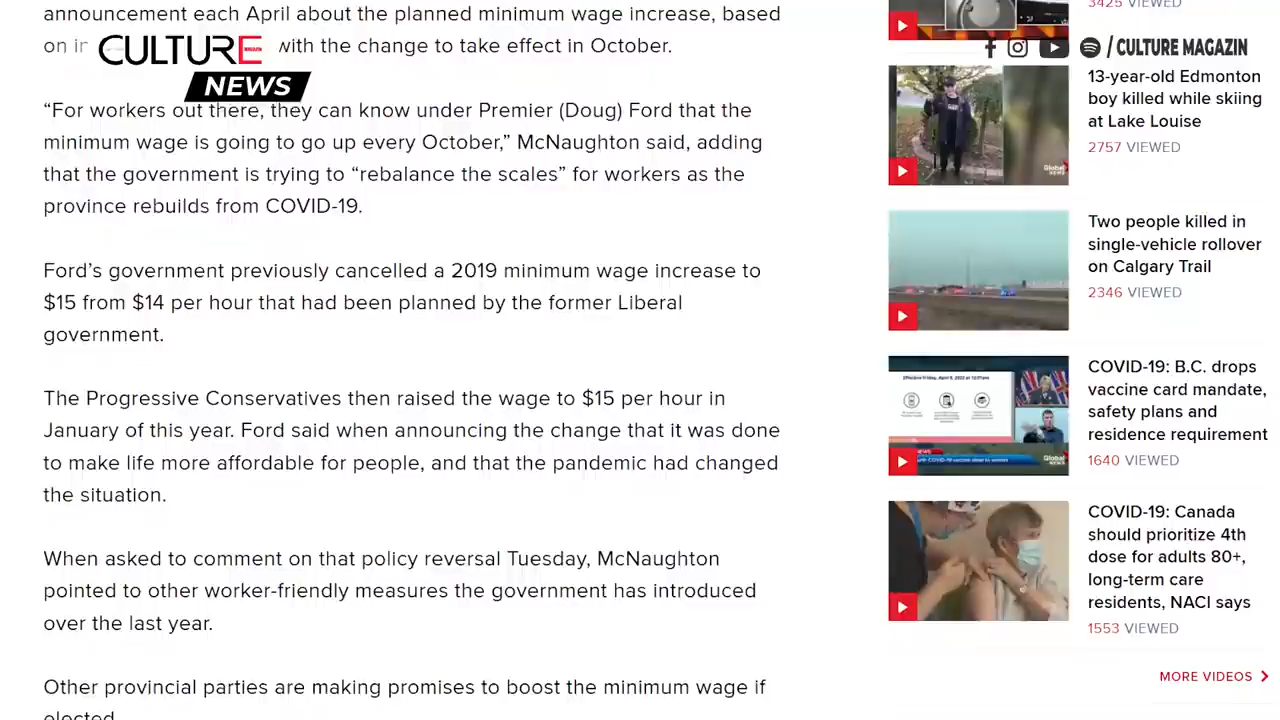 announcement each April about the planned minimum wage increase, based
on with the change to take effect in October.
CULTURE
NEWS
/ CULTURE MAGAZIN
“For workers out there, they can know under Premier (Doug) Ford that the
minimum wage is going to go up every October,” McNaughton said, adding
that the government is trying to “rebalance the scales” for workers as the
province rebuilds from COVID-19.
Ford’s government previously cancelled a 2019 minimum wage increase to
$15 from $14 per hour that had been planned by the former Liberal
government.
The Progressive Conservatives then raised the wage to $15 per hour in
January of this year. Ford said when announcing the change that it was done
to make life more affordable for people, and that the pandemic had changed
the situation.
When asked to comment on that policy reversal Tuesday, McNaughton
pointed to other worker-friendly measures the government has introduced
over the last year.
Other provincial parties are making promises to boost the minimum wage if
elected
3425 VIEWED
13-year-old Edmonton
boy killed while skiing
at Lake Louise
2757 VIEWED
Two people killed in
single-vehicle rollover
on Calgary Trail
2346 VIEWED
COVID-19: B.C. drops
vaccine card mandate,
safety plans and
residence requirement
1640 VIEWED
COVID-19: Canada
should prioritize 4th
dose for adults 80+,
long-term care
residents, NACI says
1553 VIEWED
MORE VIDEOS